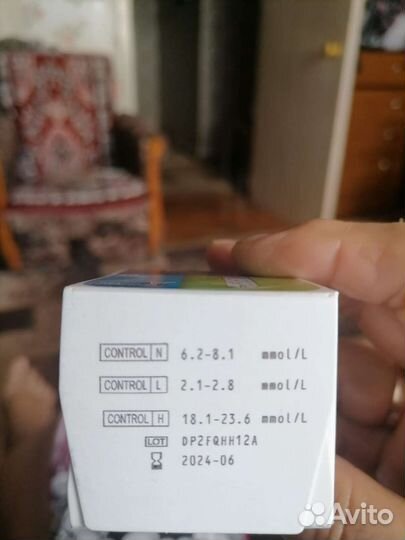 CONTROL N 6.2-8.1 mmol/L
CONTROL L 2.1-2.8 mmol/L
CONTROL H 18.1-23.6 mmol/L
LOT DP2FQHH12A
2024-06
Avito